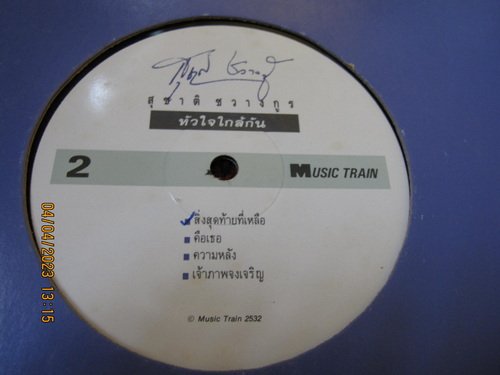 สุชาติ ชวางกูร
หัวใจใกล้กัน
2
MUSIC TRAIN
สิ่งสุดท้ายที่เหลือ
คือเธอ
ความหลัง
เจ้าภาพจงเจริญ
© Music Train 2532
04/04/2023 13:15